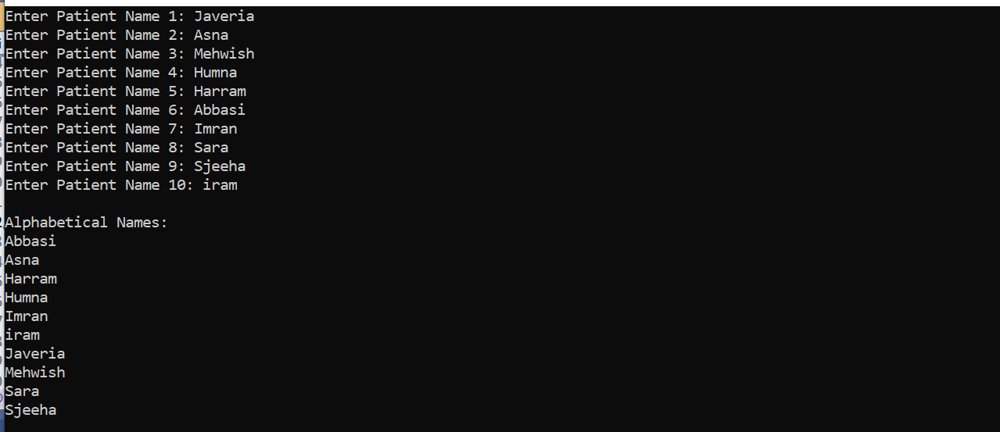 Enter Patient Name 1: Javeria
Enter Patient Name 2: Asna
Enter Patient Name 3: Mehwish
Enter Patient Name 4: Humna
Enter Patient Name 5: Harram
Enter Patient Name 6: Abbasi
Enter Patient Name 7: Imran
Enter Patient Name 8: Sara
Enter Patient Name 9: Sjeeha
Enter Patient Name 10: iram
Alphabetical Names:
Abbasi
Asna
Harram
Humna
Imran
iram
Javeria
Mehwish
Sara
Sjeeha